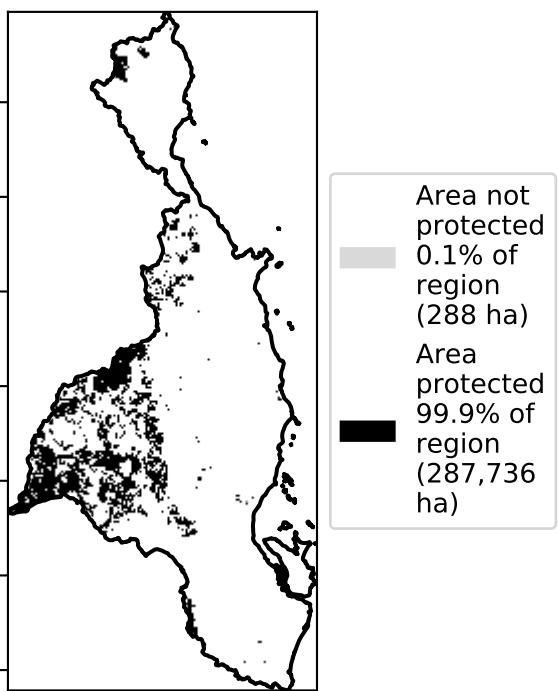 Area not
protected
0.1% of
region
(288 ha)
Area
protected
99.9% of
region
(287,736
ha)